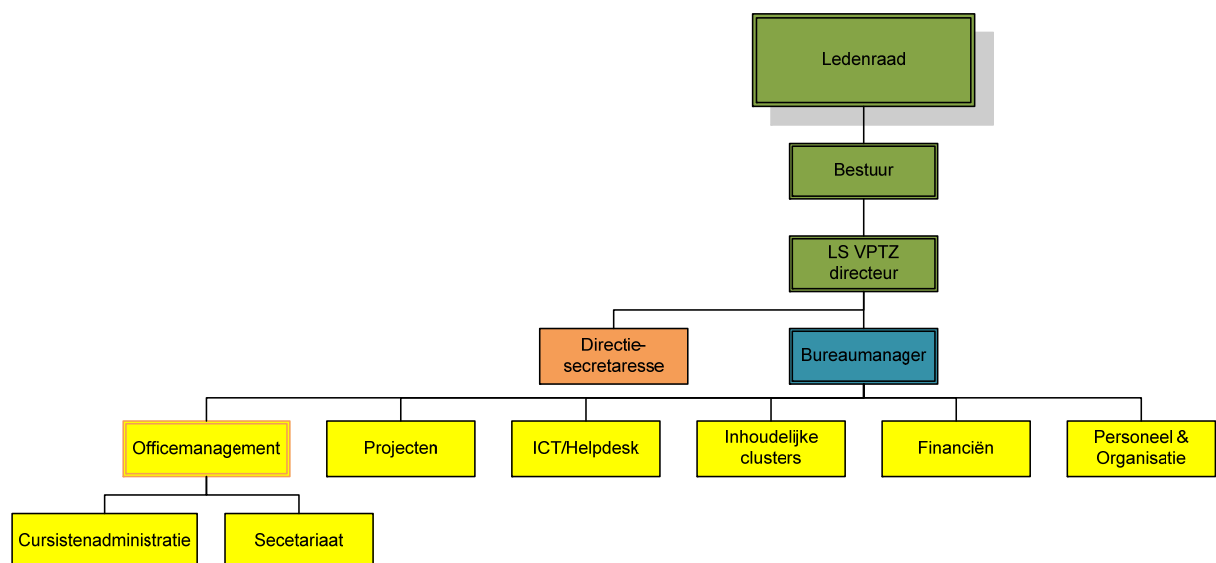 Ledenraad
Bestuur
LS VPTZ
directeur
Directie-
secretaresse
Bureaumanager
Officemanagement
Projecten
ICT/Helpdesk
Inhoudelijke
clusters
Financiën
Personeel &
Organisatie
Cursistenadministratie
Secetariaat